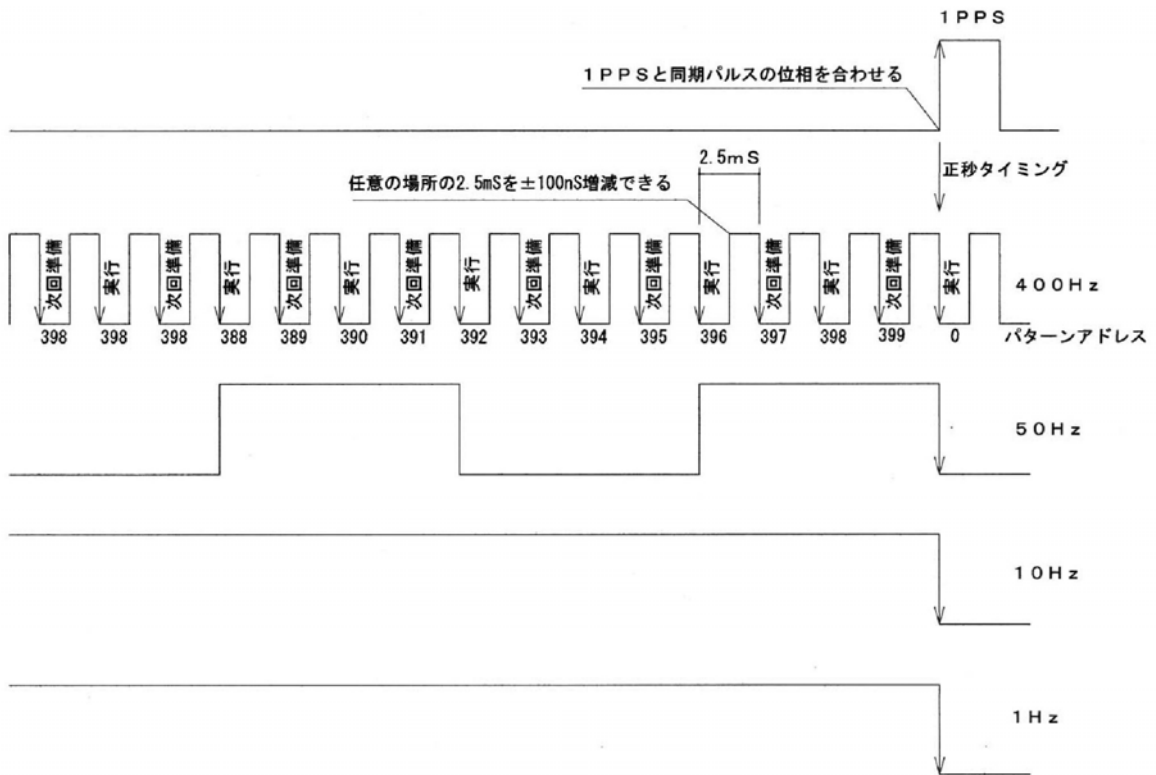 1PPS
1PPSと同期パルスの位相を合わせる
2.5mS
正秒タイミング
任意の場所の2.5mSを±100nS増減できる
次回準備 実行 次回準備 実行 次回準備 実行 次回準備 実行 次回準備 実行 次回準備 実行 次回準備 実行 次回準備 実行
400Hz
398 398 398 388 389 390 391 392 393 394 395 396 397 398 399 0 パターンアドレス
50Hz
10Hz
1Hz